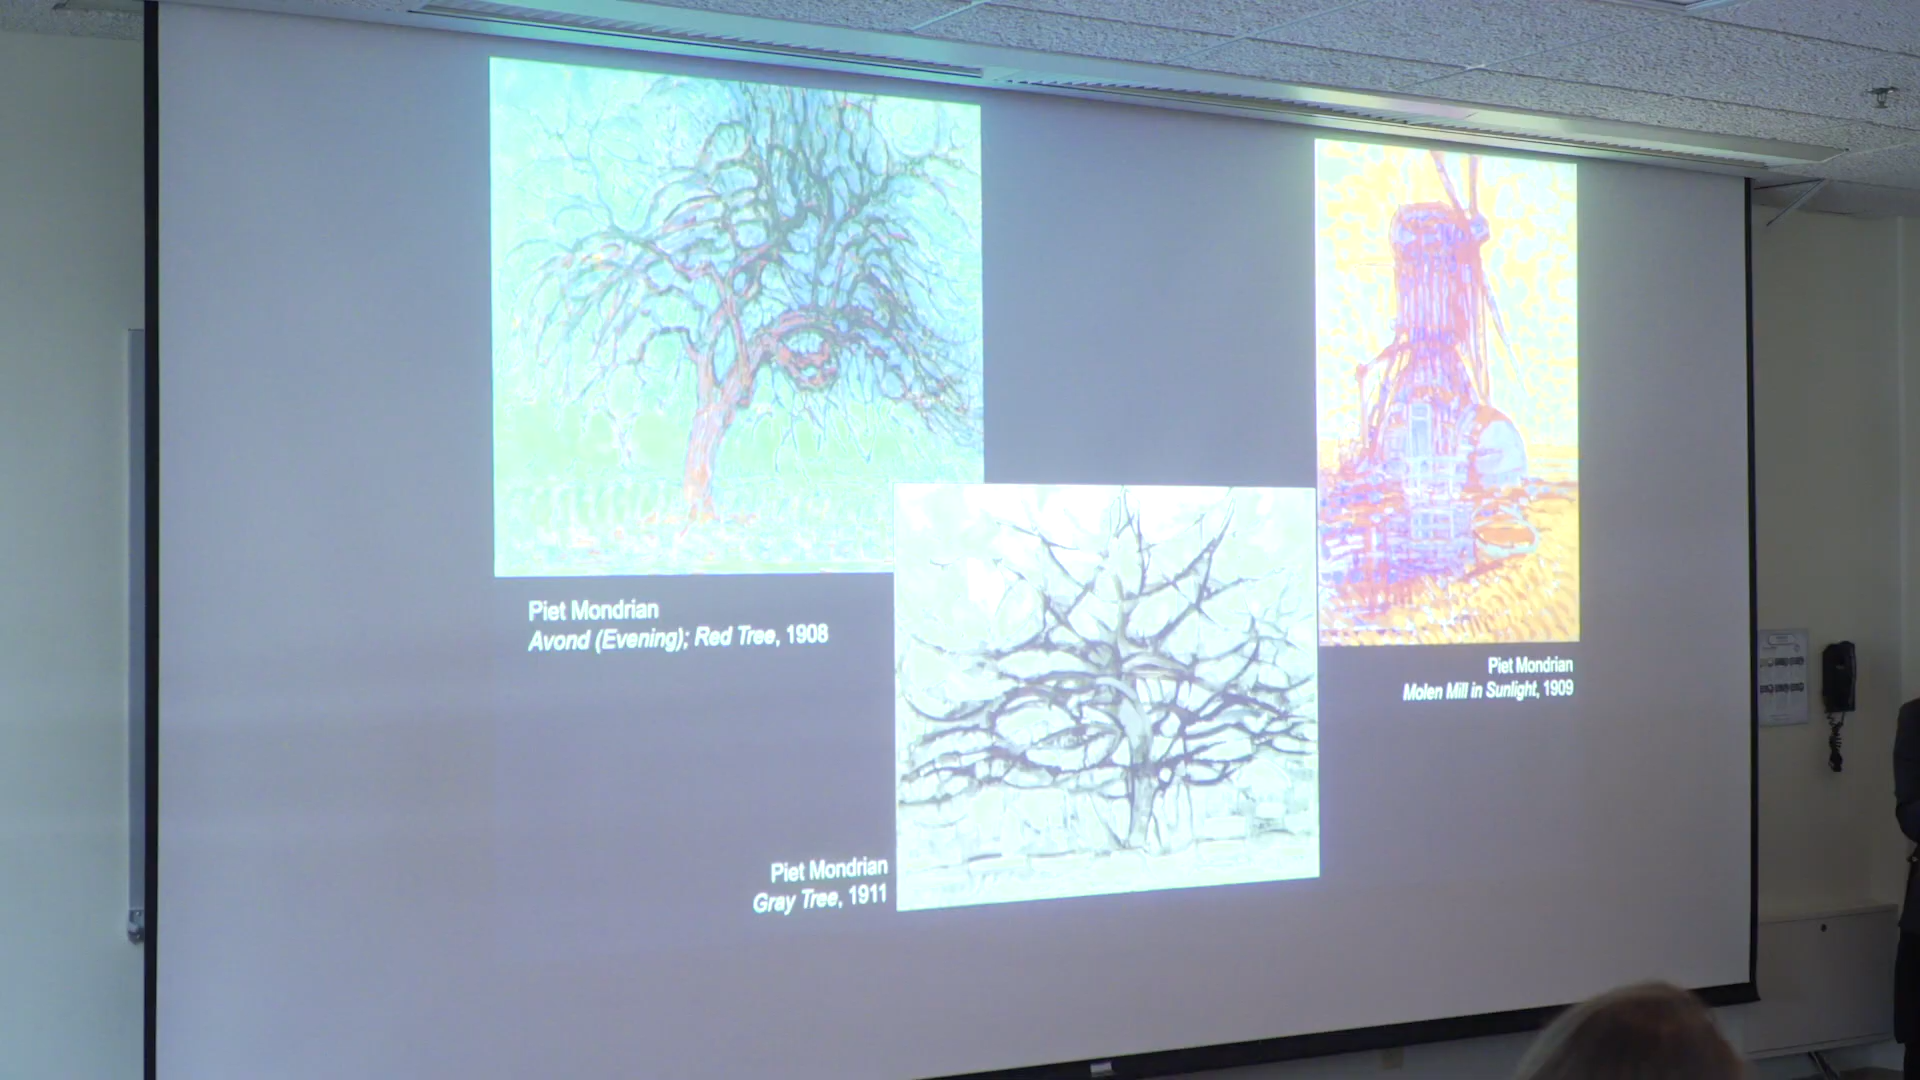 Piet Mondrian
Avond (Evening); Red Tree, 1908
Piet Mondrian
Molen Mill in Sunlight, 1909
Piet Mondrian
Gray Tree, 1911